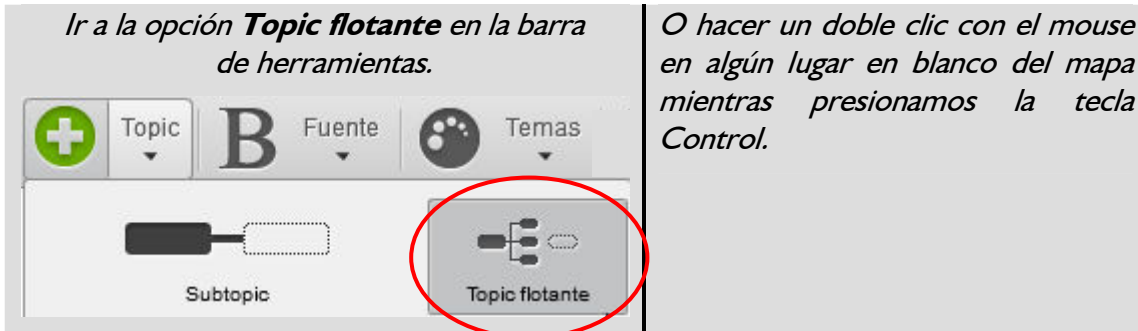 Ir a la opción Topic flotante en la barra
de herramientas.
Topic
Fuente
Temas
Subtopic
Topic flotante
O hacer un doble clic con el mouse
en algún lugar en blanco del mapa
mientras presionamos la tecla
Control.